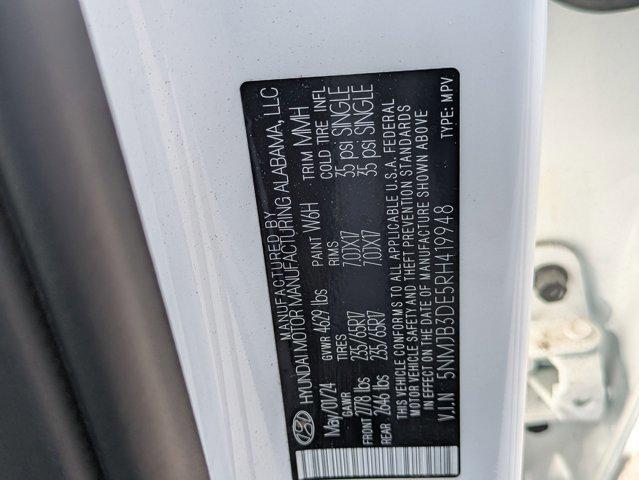 MANUFACTURED BY
HYUNDAI MOTOR MANUFACTURING ALABAMA, LLC
May/01/24 GVWR 4629 lbs PAINT W6H TRIM MMH
GAWR TIRES RIMS COLD TIRE INFL
FRONT 2778 lbs 235/65R17 7.0JX17 35 psi SINGLE
REAR 2646 lbs 235/65R17 7.0JX17 35 psi SINGLE
THIS VEHICLE CONFORMS TO ALL APPLICABLE U.S.A. FEDERAL
MOTOR VEHICLE SAFETY AND THEFT PREVENTION STANDARDS
IN EFFECT ON THE DATE OF MANUFACTURE SHOWN ABOVE
V.I.N : 5NMJB3DE5RH419948 TYPE: MPV